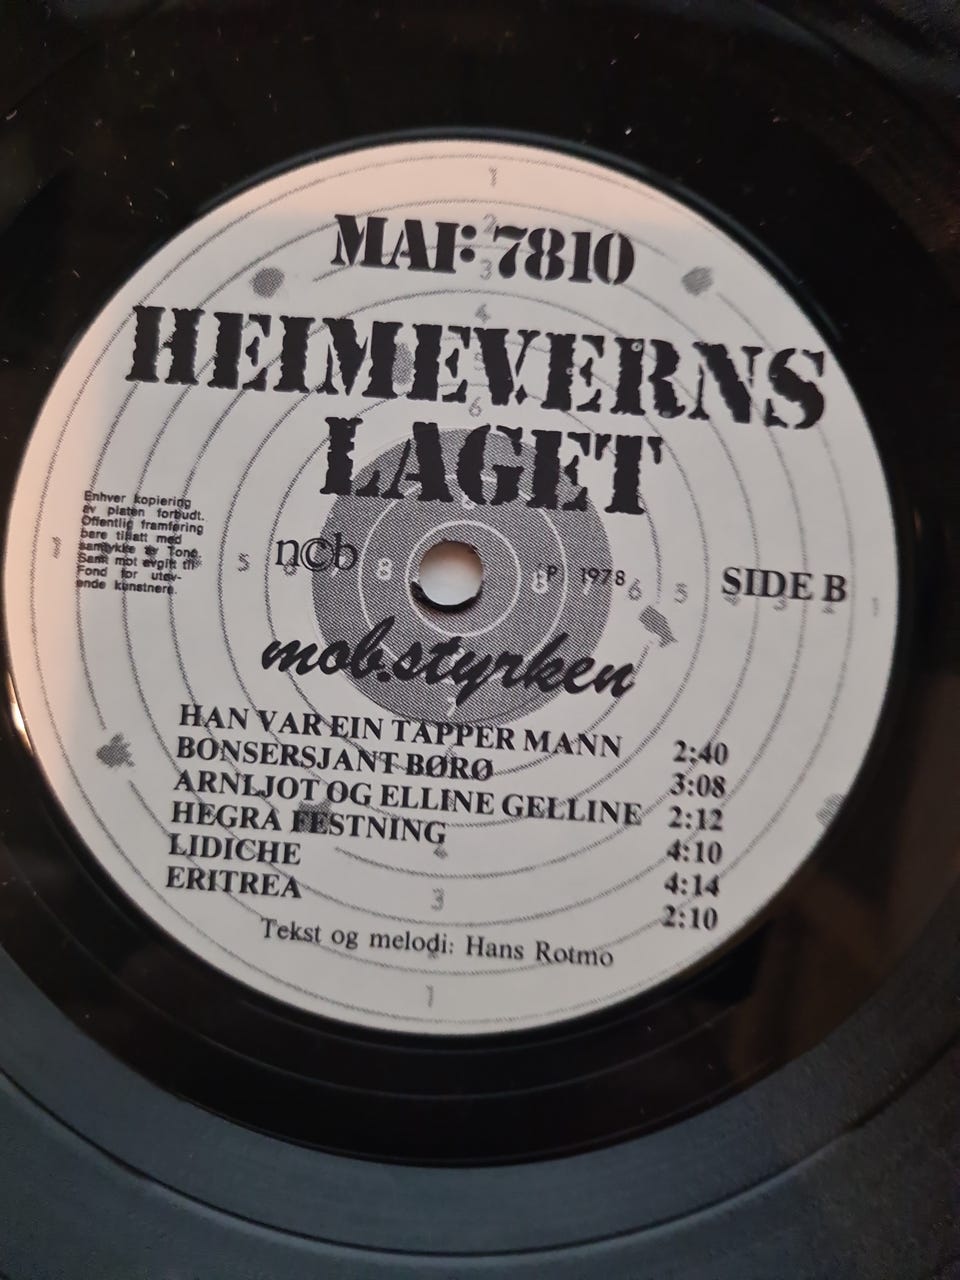 MAI: 7810
HEIMEVERNS
LAGET
Enhver kopiering
av platen forbudt.
Offentlig framføring
bare tillatt med
samtykke av Tono.
Samt mot avgift til
Fond for utøv-
ende kunstnere.
n©b
P 1978
SIDE B
mob.styrken
HAN VAR EIN TAPPER MANN 2:40
BONSERSJANT BØRØ 3:08
ARNLJOT OG ELLINE GELLINE 2:12
HEGRA FESTNING 4:10
LIDICHE 4:14
ERITREA 2:10
Tekst og melodi: Hans Rotmo